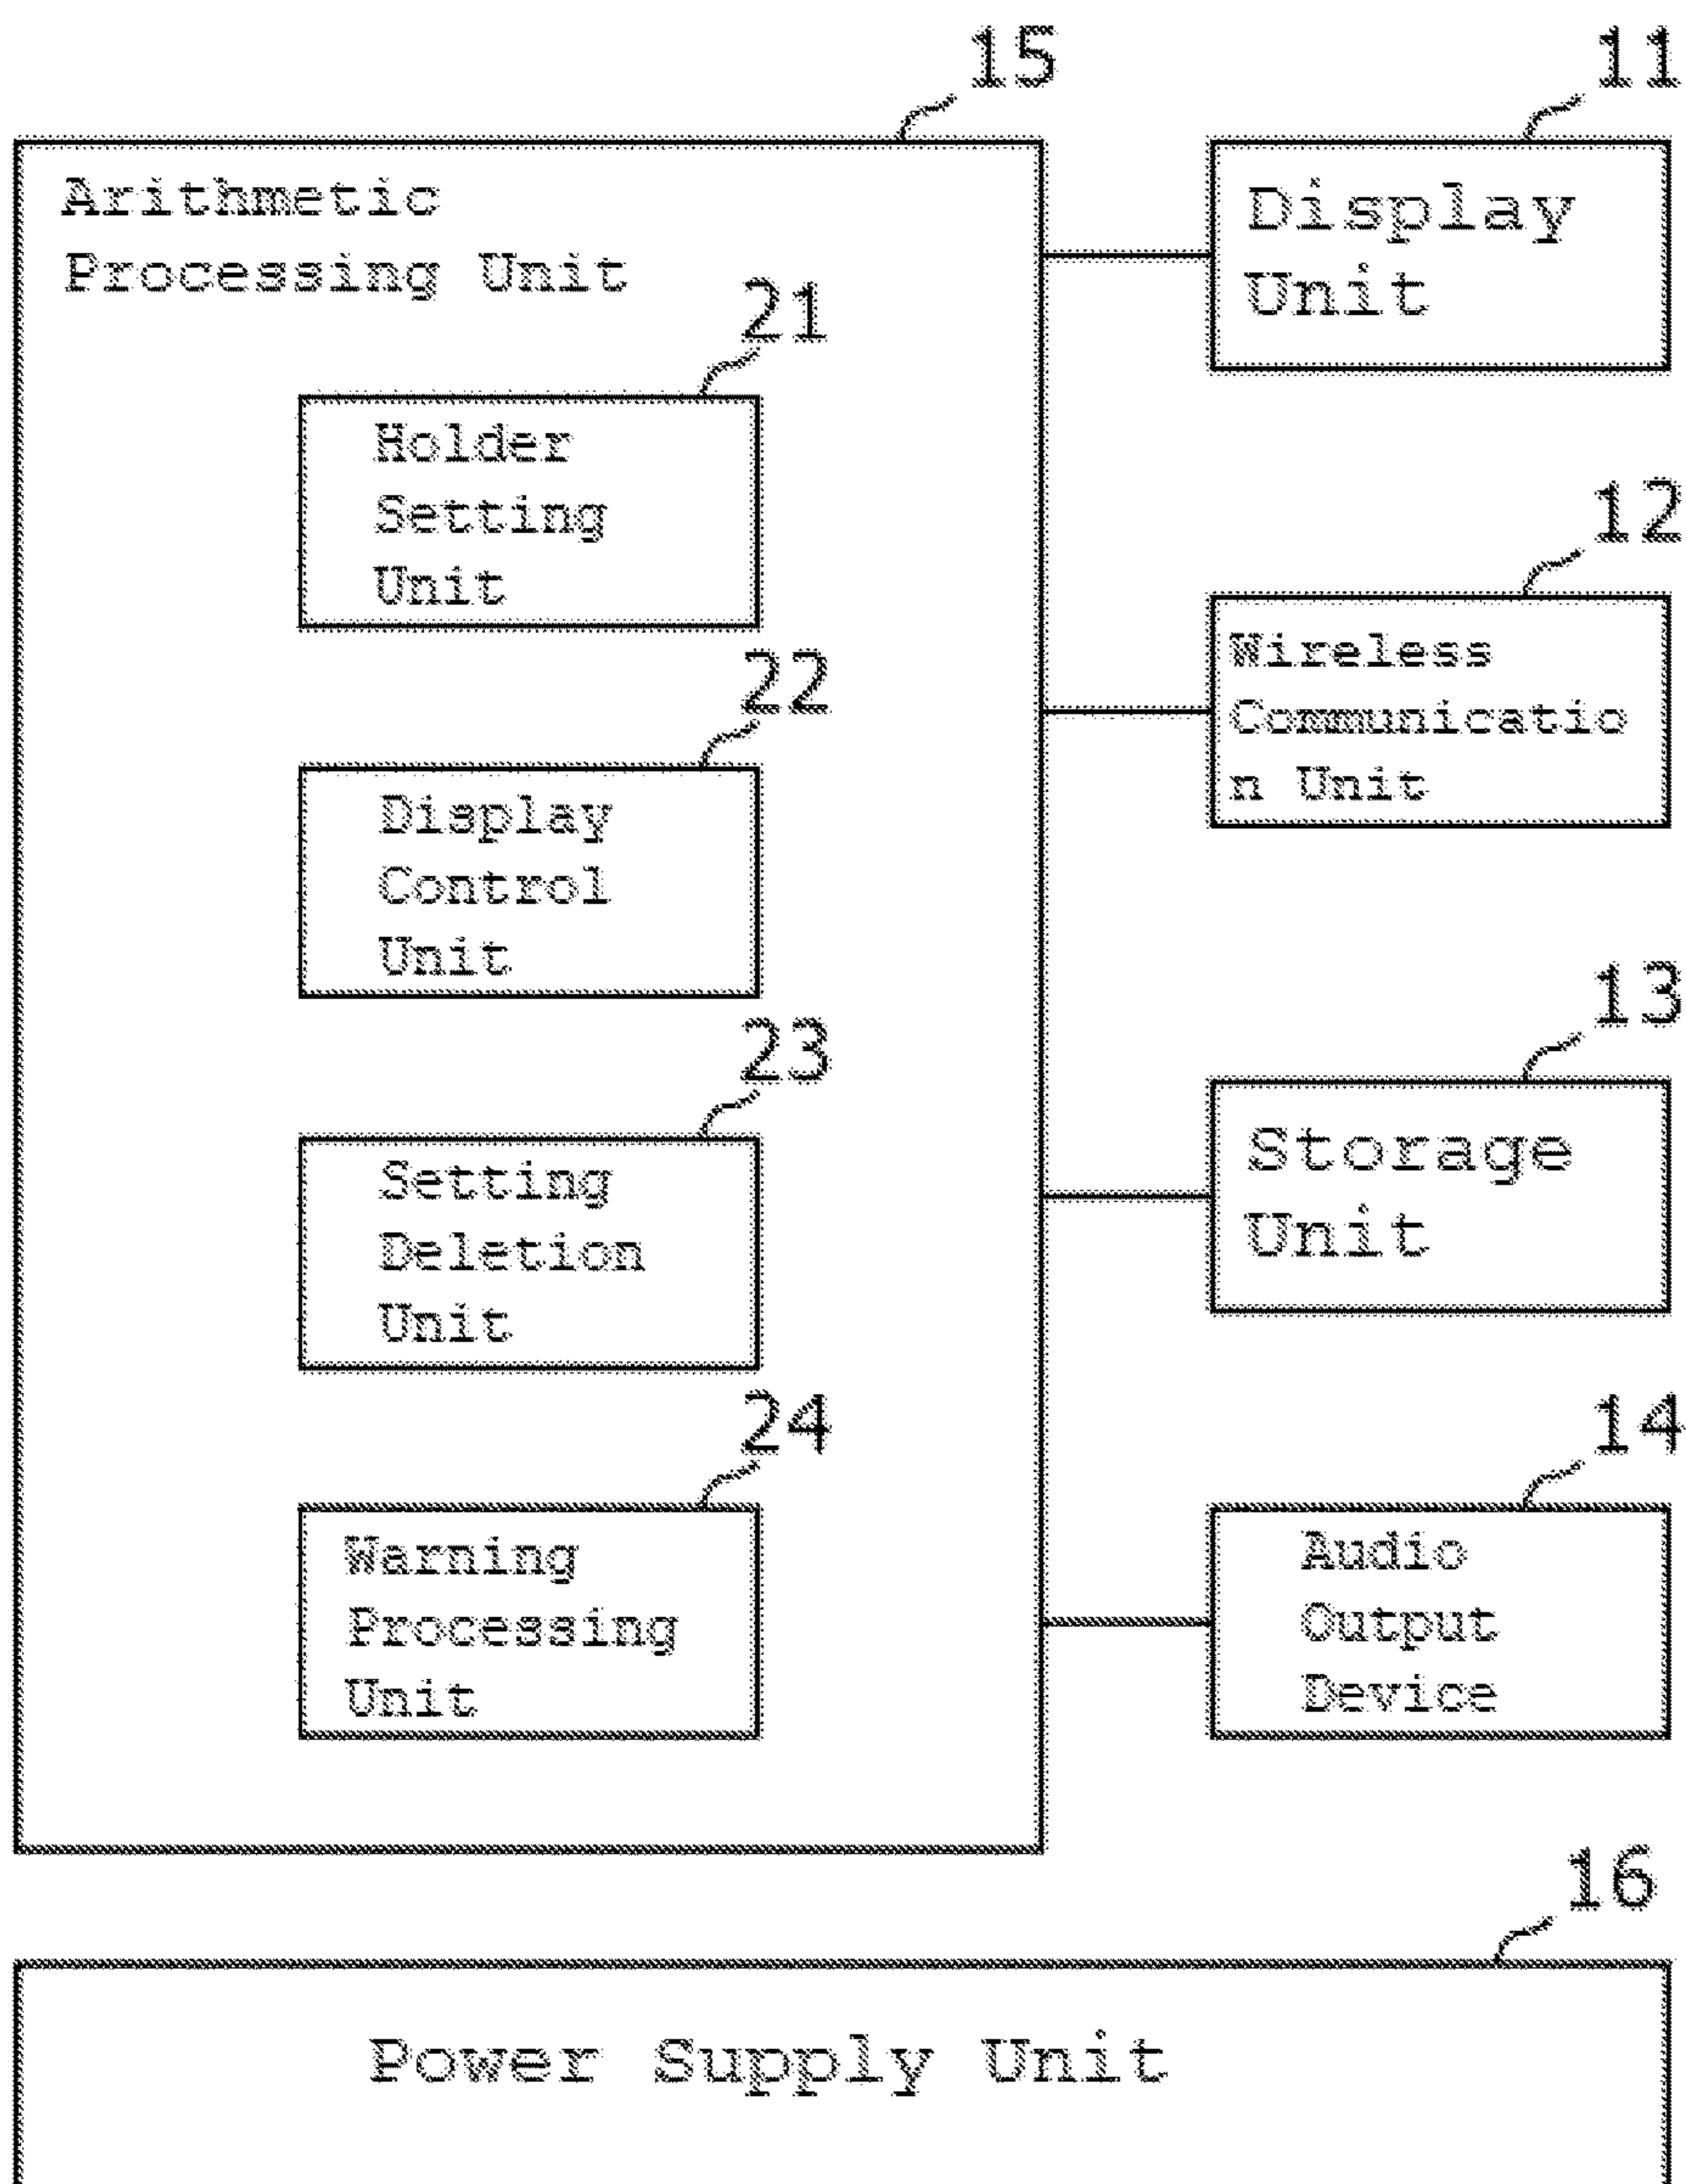 15
Arithmetic
Processing Unit
21
Holder
Setting
Unit
22
Display
Control
Unit
23
Setting
Deletion
Unit
24
Warning
Processing
Unit
11
Display
Unit
12
Wireless
Communicatio
n Unit
13
Storage
Unit
14
Audio
Output
Device
16
Power Supply Unit